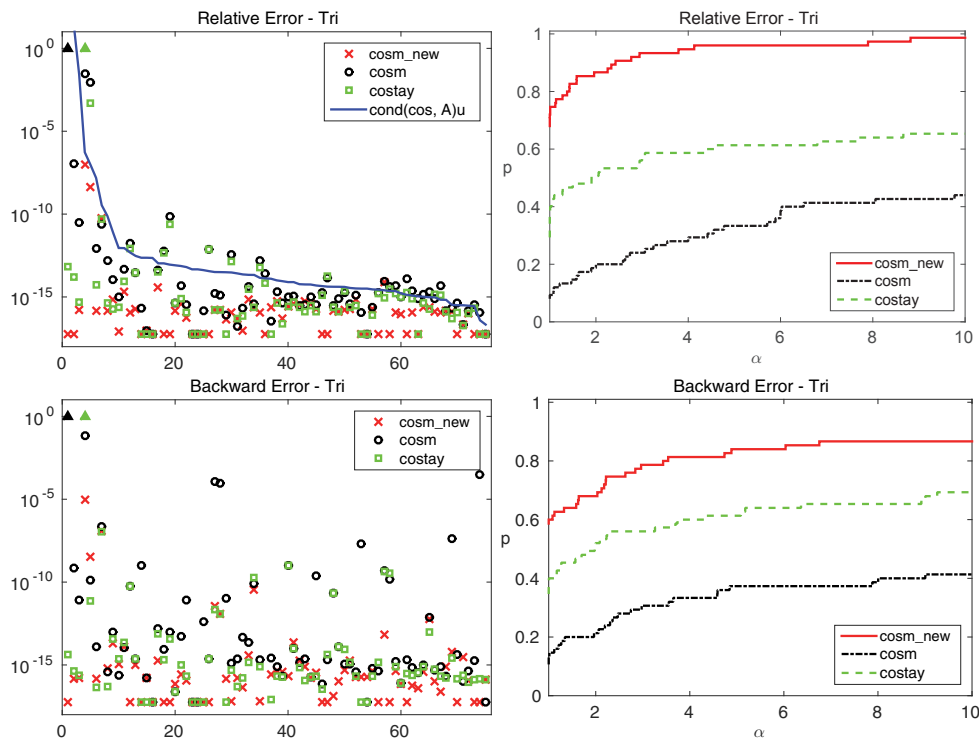 Relative Error - Tri
10^0
10^-5
10^-10
10^-15
0 20 40 60
cosm_new
cosm
costay
cond(cos, A)u
Relative Error - Tri
1
0.8
0.6
p
0.4
0.2
0
2 4 6 8 10
α
cosm_new
cosm
costay
Backward Error - Tri
10^0
10^-5
10^-10
10^-15
0 20 40 60
cosm_new
cosm
costay
Backward Error - Tri
1
0.8
0.6
p
0.4
0.2
0
2 4 6 8 10
α
cosm_new
cosm
costay